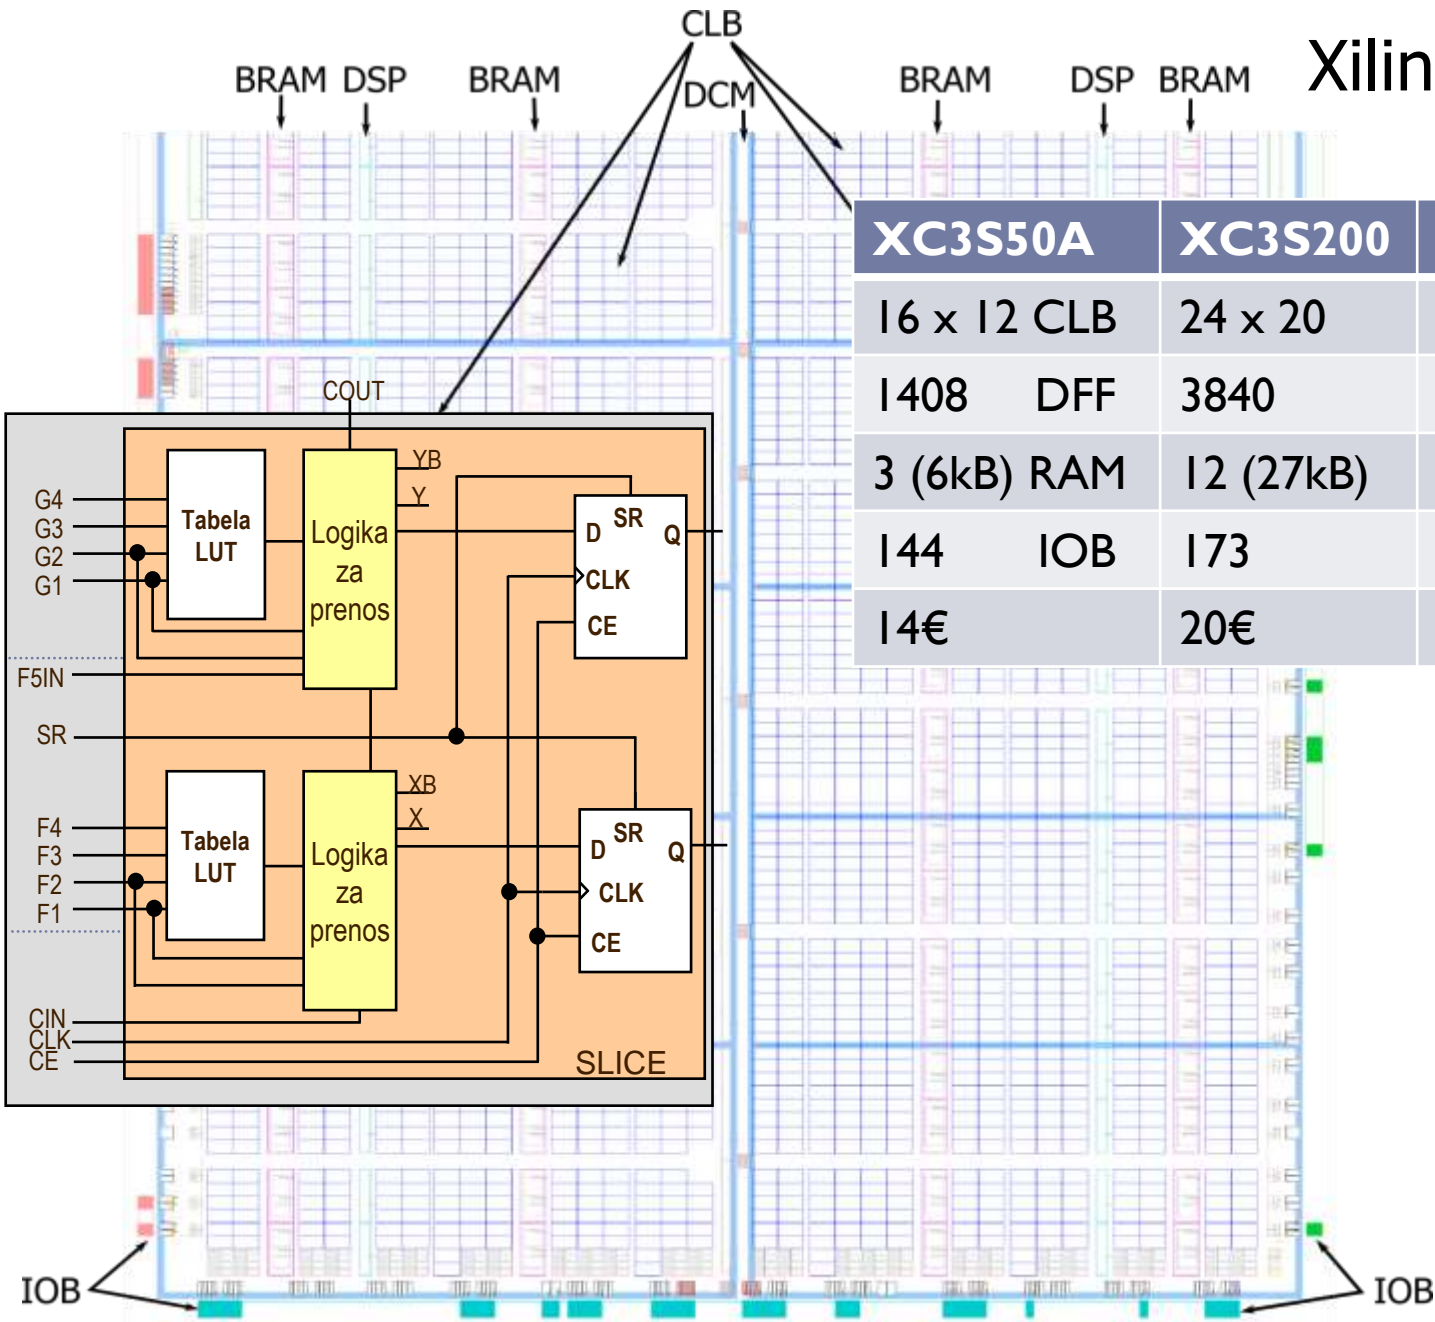 CLB
Xilin
BRAM DSP BRAM DCM BRAM DSP BRAM
XC3S50A XC3S200
16 x 12 CLB 24 x 20
1408 DFF 3840
3 (6kB) RAM 12 (27kB)
144 IOB 173
14€ 20€
COUT
YB
Y
G4
G3
G2
G1
Tabela
LUT
Logika
za
prenos
D SR Q
CLK
CE
F5IN
SR
XB
X
F4
F3
F2
F1
Tabela
LUT
Logika
za
prenos
D SR Q
CLK
CE
CIN
CLK
CE
SLICE
IOB IOB